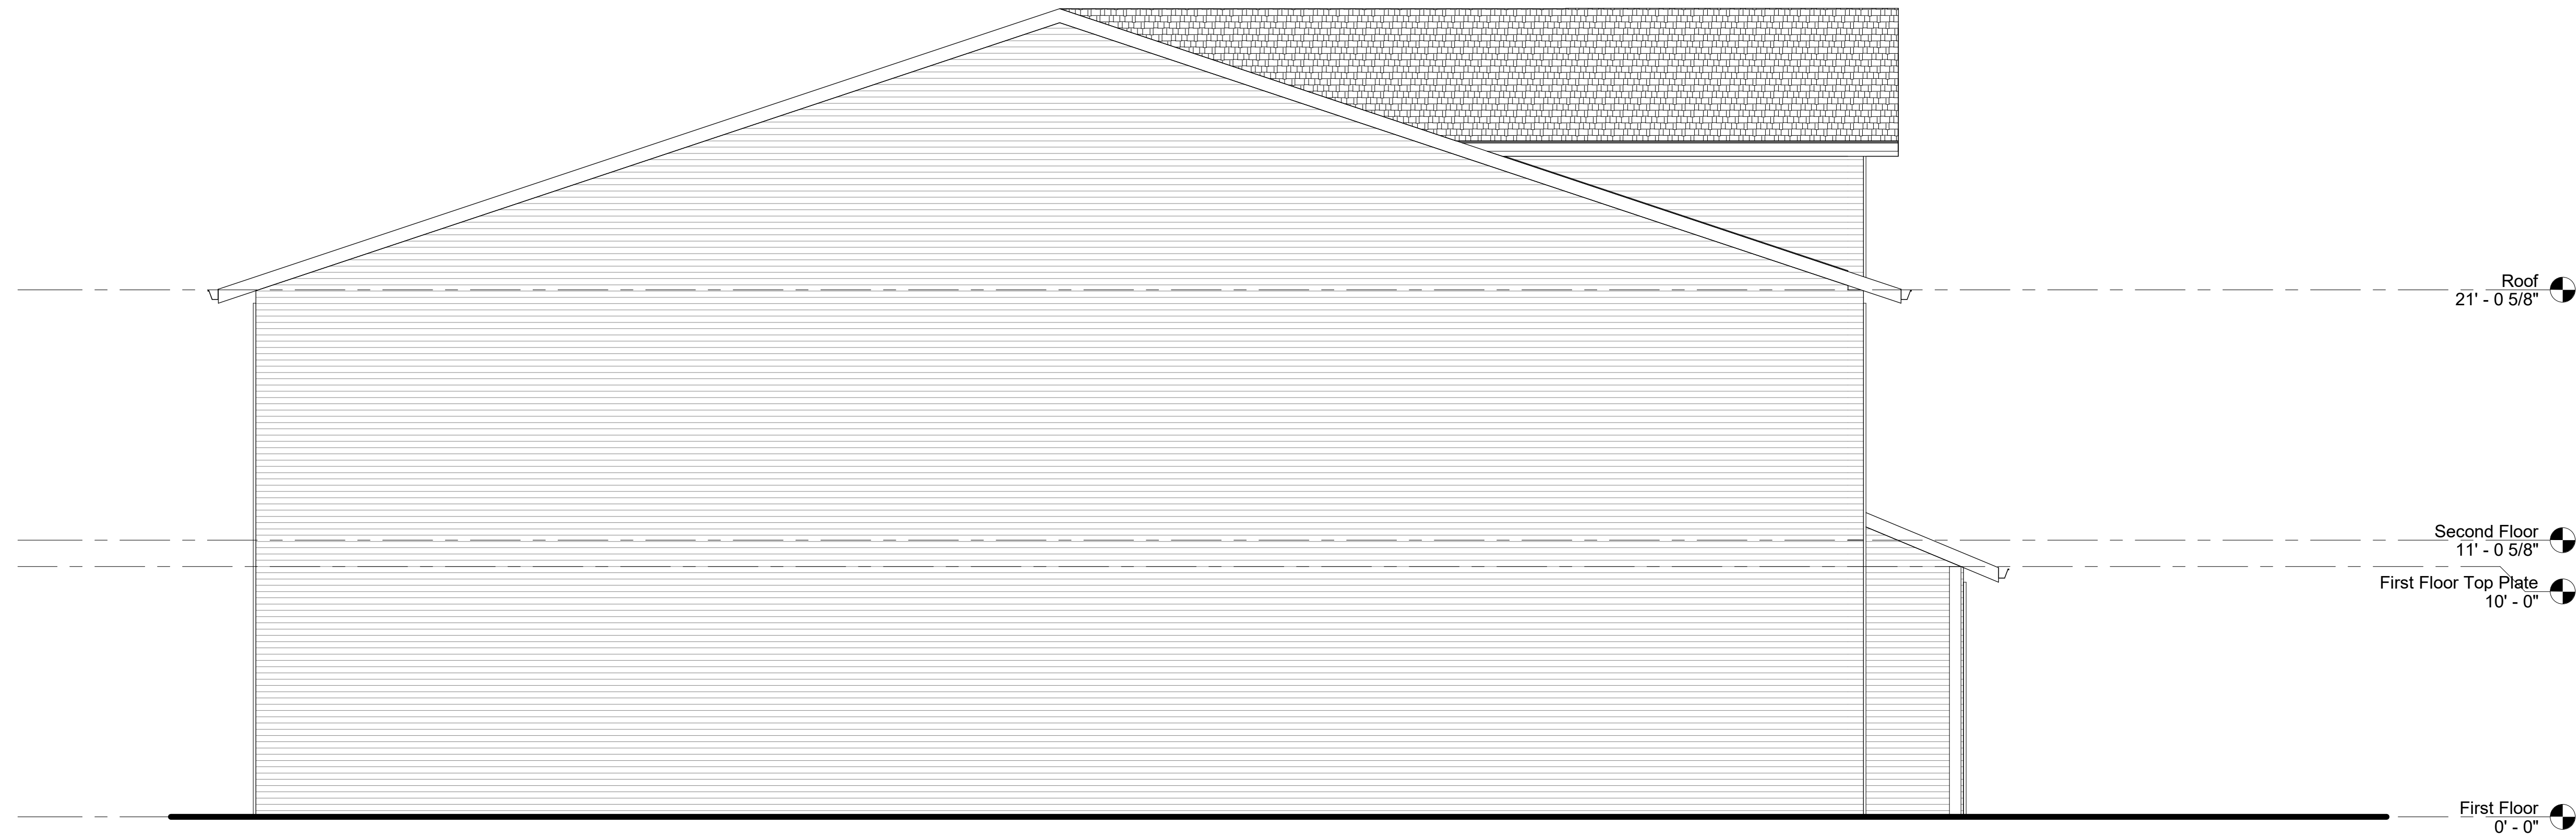 Roof
21' - 0 5/8"
Second Floor
11' - 0 5/8"
First Floor Top Plate
10' - 0"
First Floor
0' - 0"